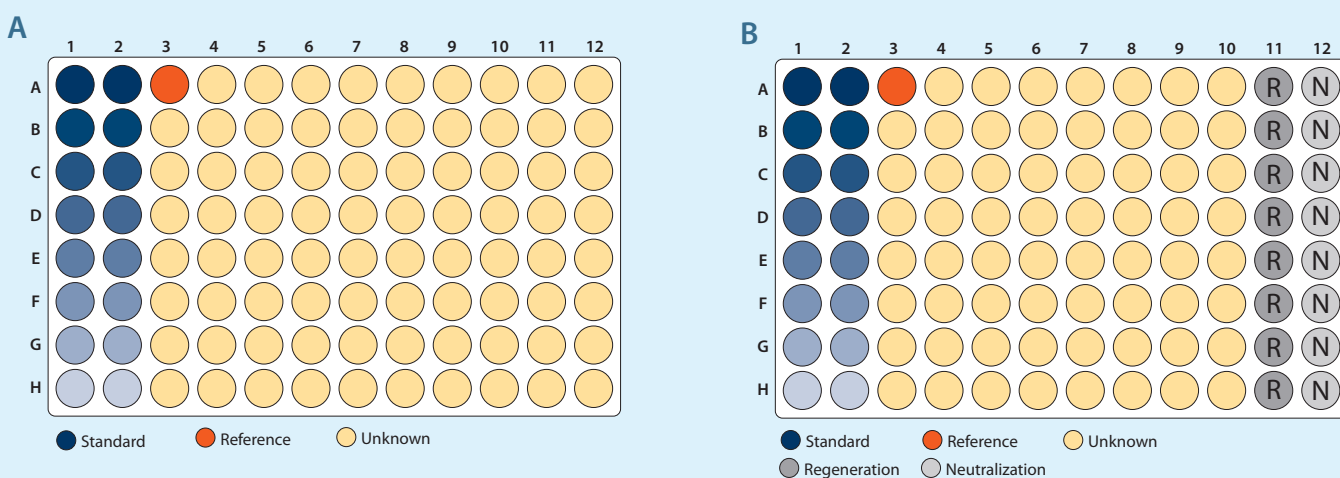 A
1 2 3 4 5 6 7 8 9 10 11 12
A
B
C
D
E
F
G
H
Standard Reference Unknown
B
1 2 3 4 5 6 7 8 9 10 11 12
A R N
B R N
C R N
D R N
E R N
F R N
G R N
H R N
Standard Reference Unknown
Regeneration Neutralization